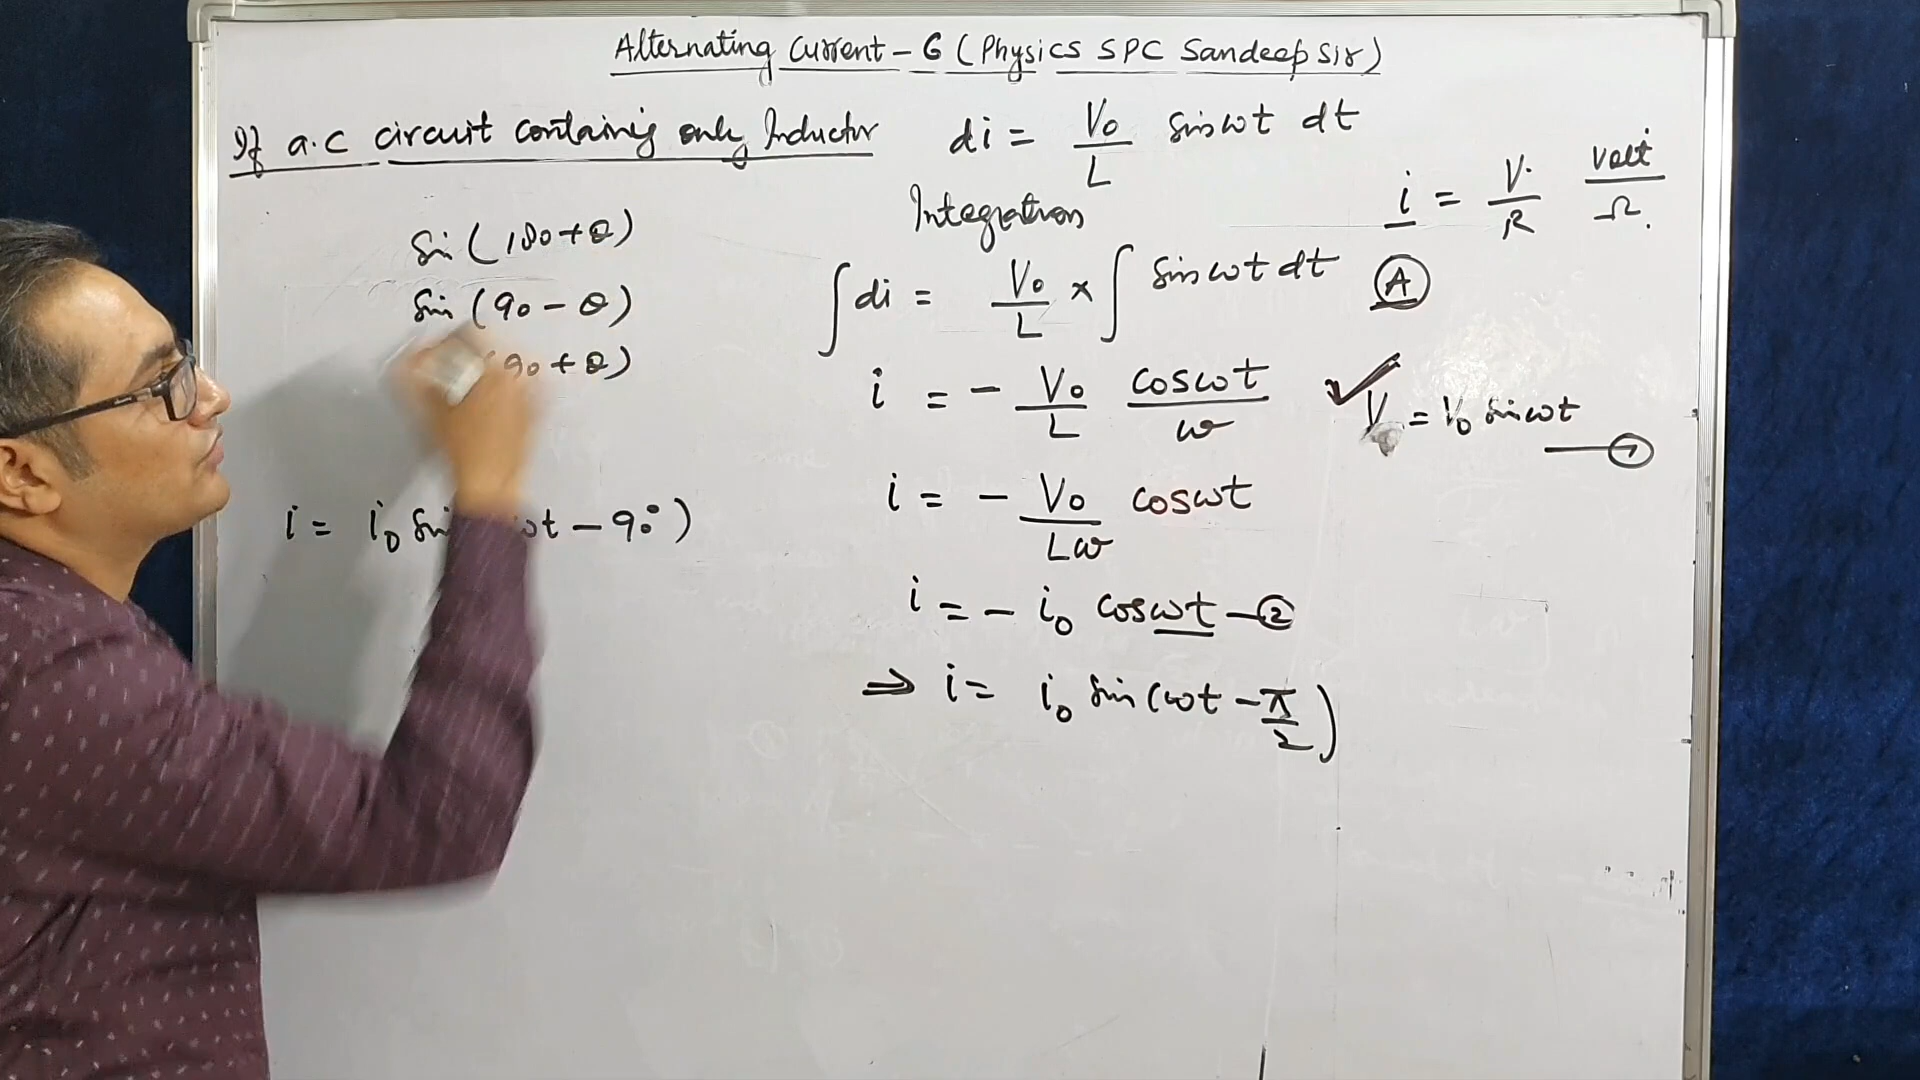 Alternating Current - 6 (Physics SPC Sandeep Sir)
If a.c circuit containing only Inductor
sin (180 + θ)
sin (90 - θ)
(90 + θ)
i = i₀ sin ωt - 90°)
di = V₀/L sin ωt dt
Integration
∫ di = V₀/L × ∫ sin ωt dt
i = - V₀/L cos ωt/ω
i = - V₀/Lω cos ωt
i = - i₀ cos ωt - ②
⇒ i = i₀ sin (ωt - π/2)
i = V/R volt/Ω.
Ⓐ
✓ V = V₀ sin ωt
— ①